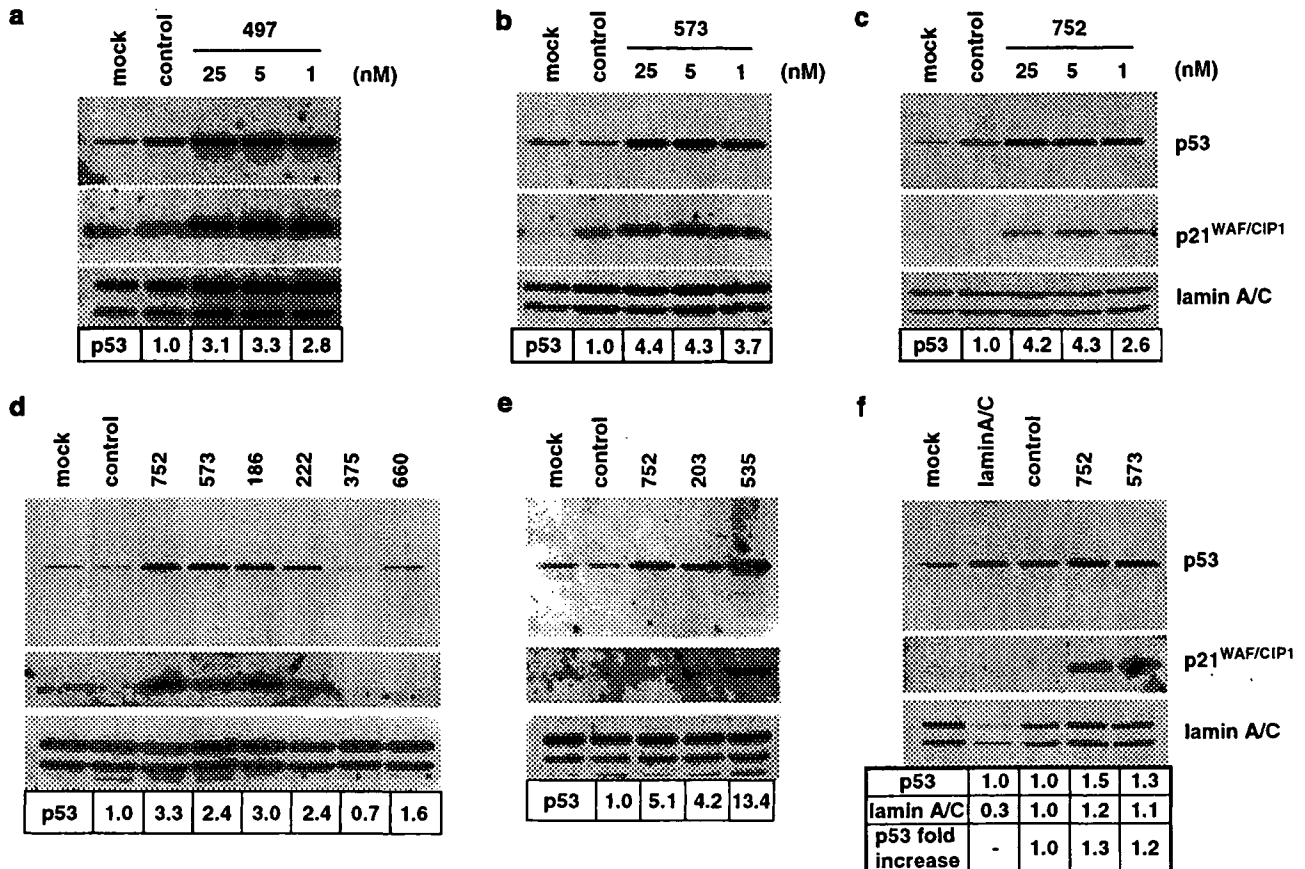 a
mock control 497
25 5 1 (nM)
p53 1.0 3.1 3.3 2.8
b
mock control 573
25 5 1 (nM)
p53 1.0 4.4 4.3 3.7
c
mock control 752
25 5 1 (nM)
p53
p21WAF/CIP1
lamin A/C
p53 1.0 4.2 4.3 2.6
d
mock control 752 573 186 222 375 660
p53 1.0 3.3 2.4 3.0 2.4 0.7 1.6
e
mock control 752 203 535
p53 1.0 5.1 4.2 13.4
f
mock laminA/C control 752 573
p53
p21WAF/CIP1
lamin A/C
p53 1.0 1.0 1.5 1.3
lamin A/C 0.3 1.0 1.2 1.1
p53 fold
increase - 1.0 1.3 1.2